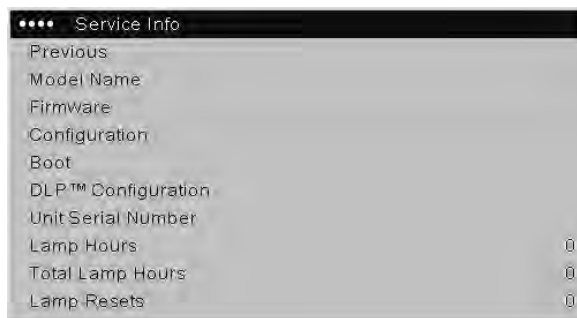 •••• Service Info
Previous
Model Name
Firmware
Configuration
Boot
DLP™ Configuration
Unit Serial Number
Lamp Hours 0
Total Lamp Hours 0
Lamp Resets 0